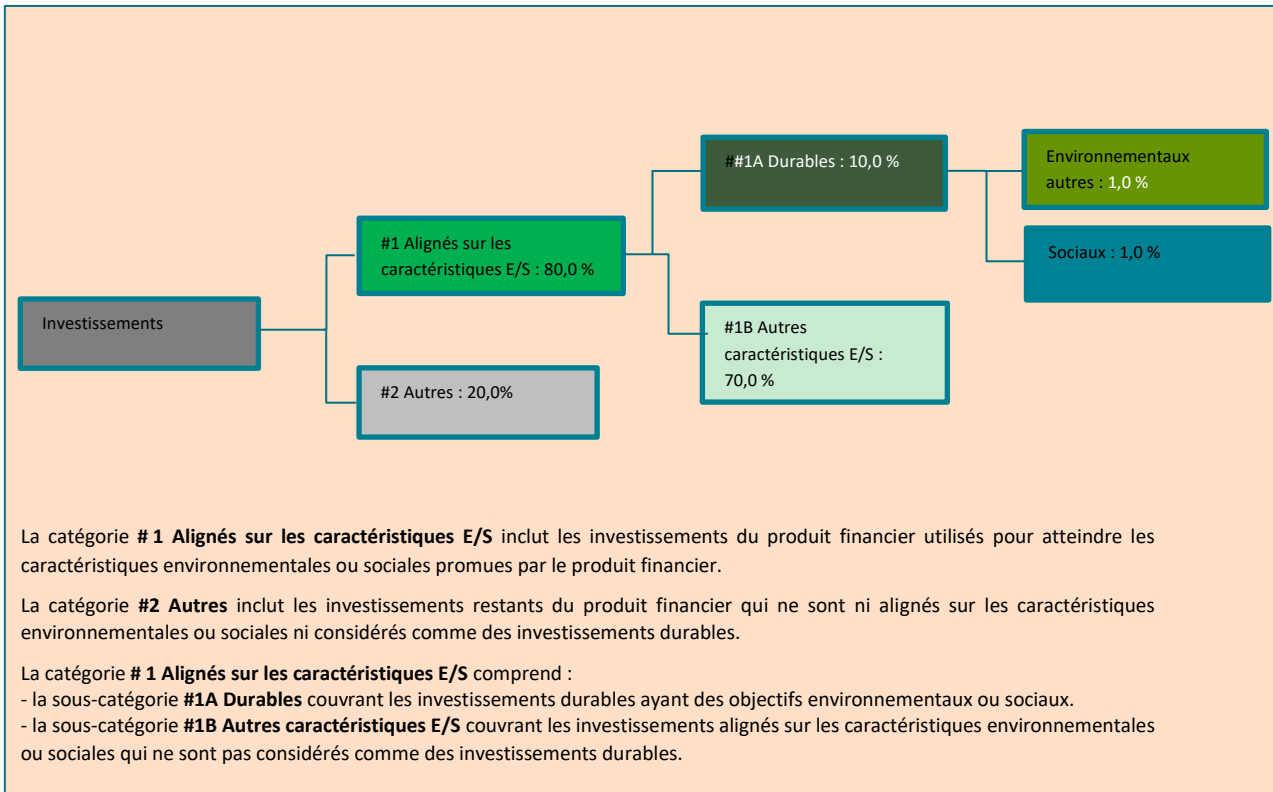 ##1A Durables : 10,0 %
Environnementaux
autres : 1,0 %
#1 Alignés sur les
caractéristiques E/S : 80,0 %
Sociaux : 1,0 %
Investissements
#1B Autres
caractéristiques E/S :
70,0 %
#2 Autres : 20,0%
La catégorie # 1 Alignés sur les caractéristiques E/S inclut les investissements du produit financier utilisés pour atteindre les
caractéristiques environnementales ou sociales promues par le produit financier.
La catégorie #2 Autres inclut les investissements restants du produit financier qui ne sont ni alignés sur les caractéristiques
environnementales ou sociales ni considérés comme des investissements durables.
La catégorie # 1 Alignés sur les caractéristiques E/S comprend :
- la sous-catégorie #1A Durables couvrant les investissements durables ayant des objectifs environnementaux ou sociaux.
- la sous-catégorie #1B Autres caractéristiques E/S couvrant les investissements alignés sur les caractéristiques environnementales
ou sociales qui ne sont pas considérés comme des investissements durables.